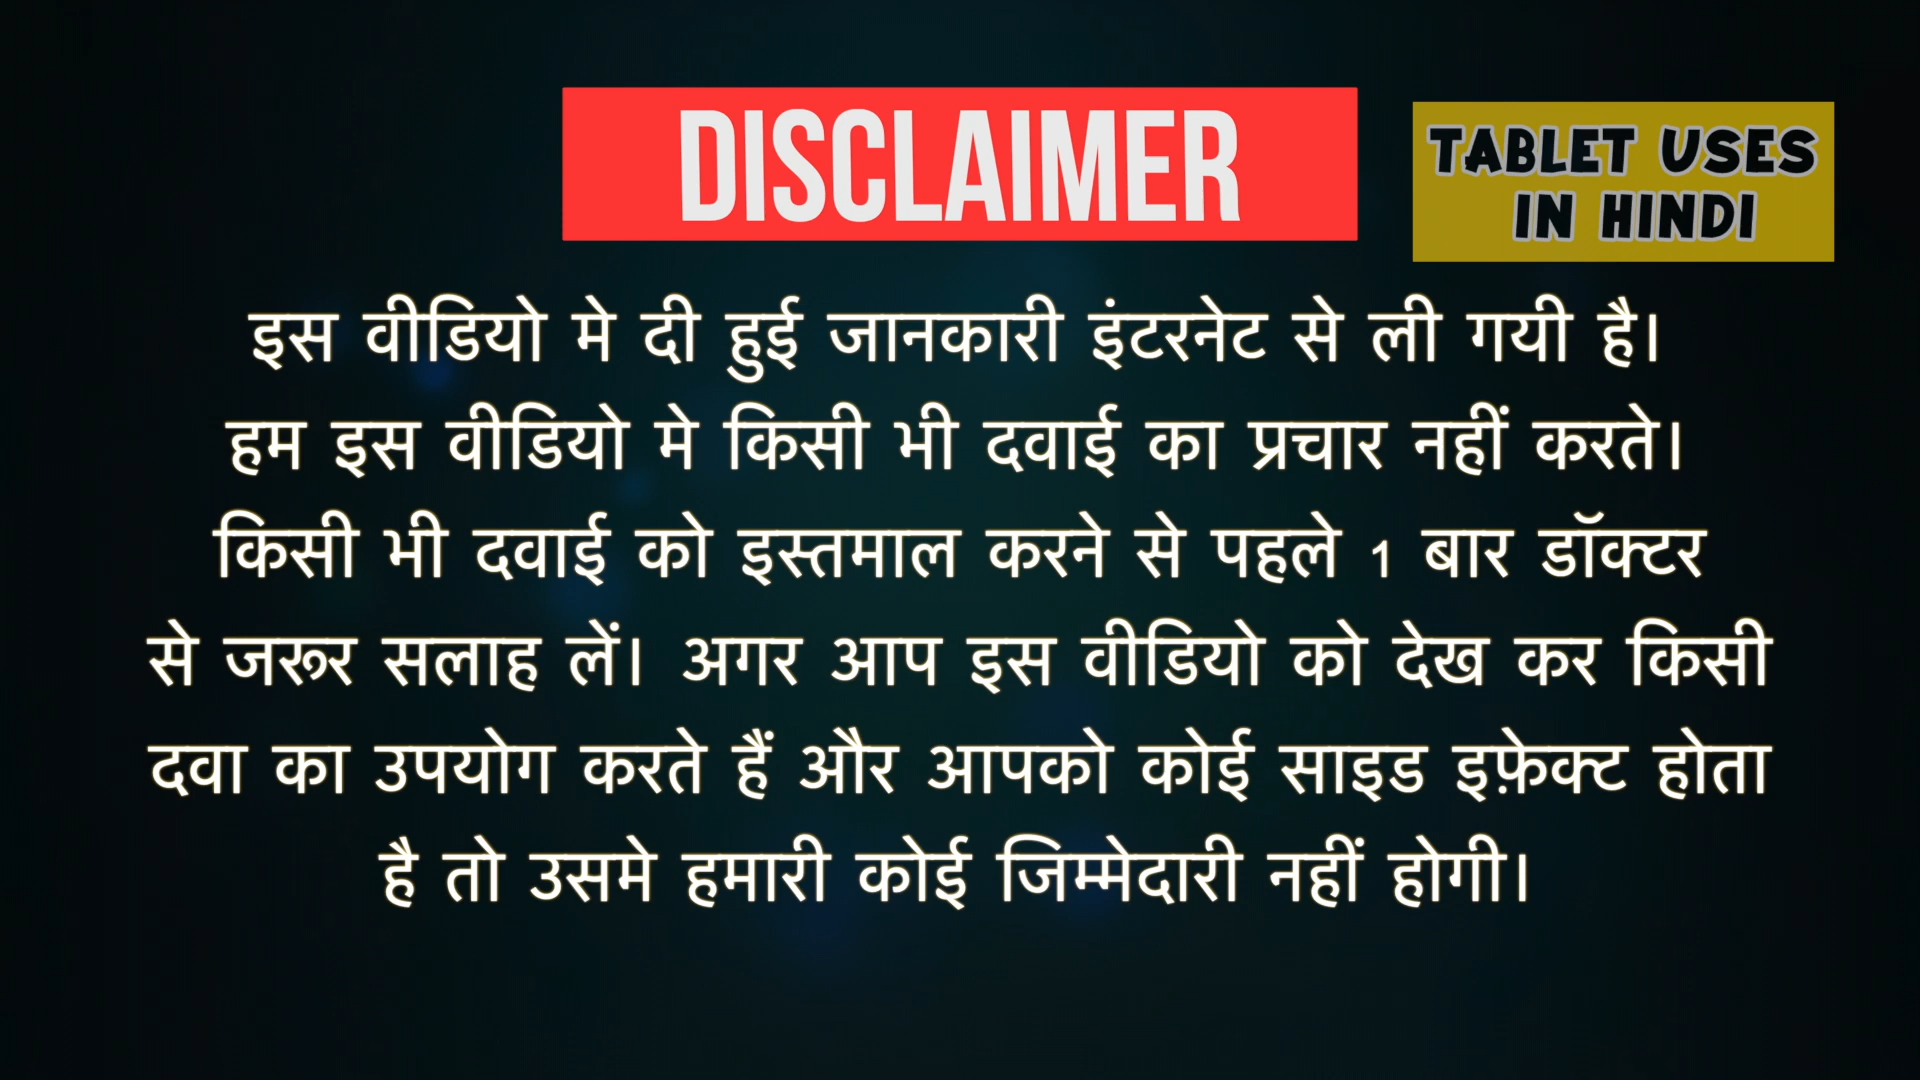 DISCLAIMER
TABLET USES
IN HINDI
इस वीडियो मे दी हुई जानकारी इंटरनेट से ली गयी है।
हम इस वीडियो मे किसी भी दवाई का प्रचार नहीं करते।
किसी भी दवाई को इस्तमाल करने से पहले 1 बार डॉक्टर
से जरूर सलाह लें। अगर आप इस वीडियो को देख कर किसी
दवा का उपयोग करते हैं और आपको कोई साइड इफ़ेक्ट होता
है तो उसमे हमारी कोई जिम्मेदारी नहीं होगी।